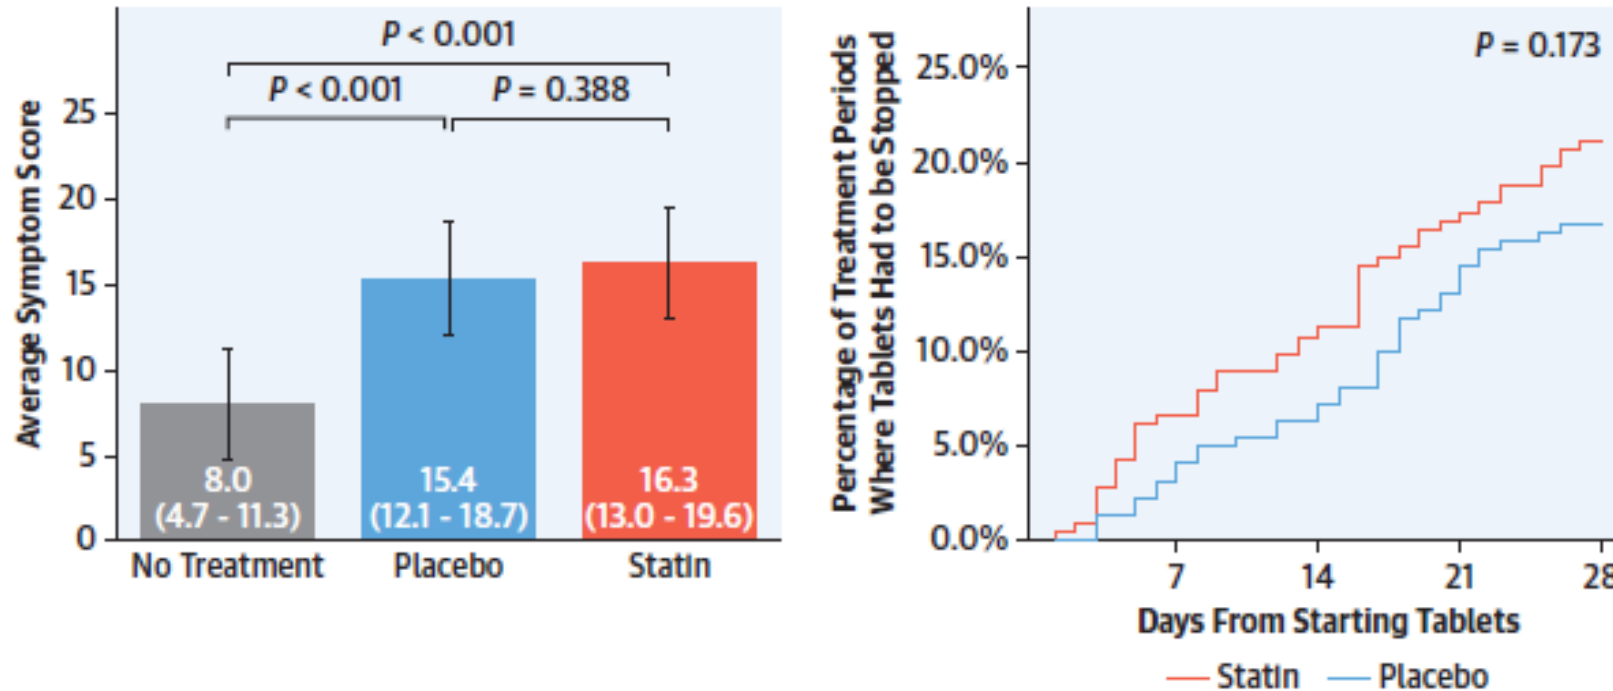 P < 0.001
P < 0.001
P = 0.388
Average Symptom Score
25
20
15
10
5
0
8.0
(4.7 - 11.3)
15.4
(12.1 - 18.7)
16.3
(13.0 - 19.6)
No Treatment
Placebo
Statin
Percentage of Treatment Periods
Where Tablets Had to be Stopped
P = 0.173
25.0%
20.0%
15.0%
10.0%
5.0%
0.0%
7
14
21
28
Days From Starting Tablets
Statin
Placebo